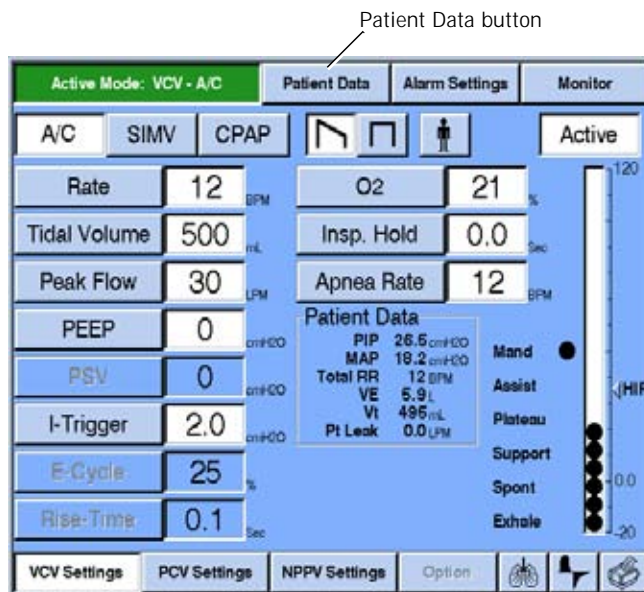 Patient Data button
Active Mode: VCV - A/C
Patient Data
Alarm Settings
Monitor
A/C
SIMV
CPAP
Active
Rate 12 BPM
O2 21 %
Tidal Volume 500 mL
Insp. Hold 0.0 Sec
Peak Flow 30 LPM
Apnea Rate 12 BPM
PEEP 0 cmH2O
PSV 0 cmH2O
I-Trigger 2.0 cmH2O
E-Cycle 25 %
Rise-Time 0.1 Sec
Patient Data
PIP 26.5 cmH2O
MAP 18.2 cmH2O
Total RR 12 BPM
VE 5.9 L
Vt 495 mL
Pt Leak 0.0 LPM
Mand
Assist
Plateau
Support
Spont
Exhale
120
HIP
0.0
-20
VCV Settings
PCV Settings
NPPV Settings
Option